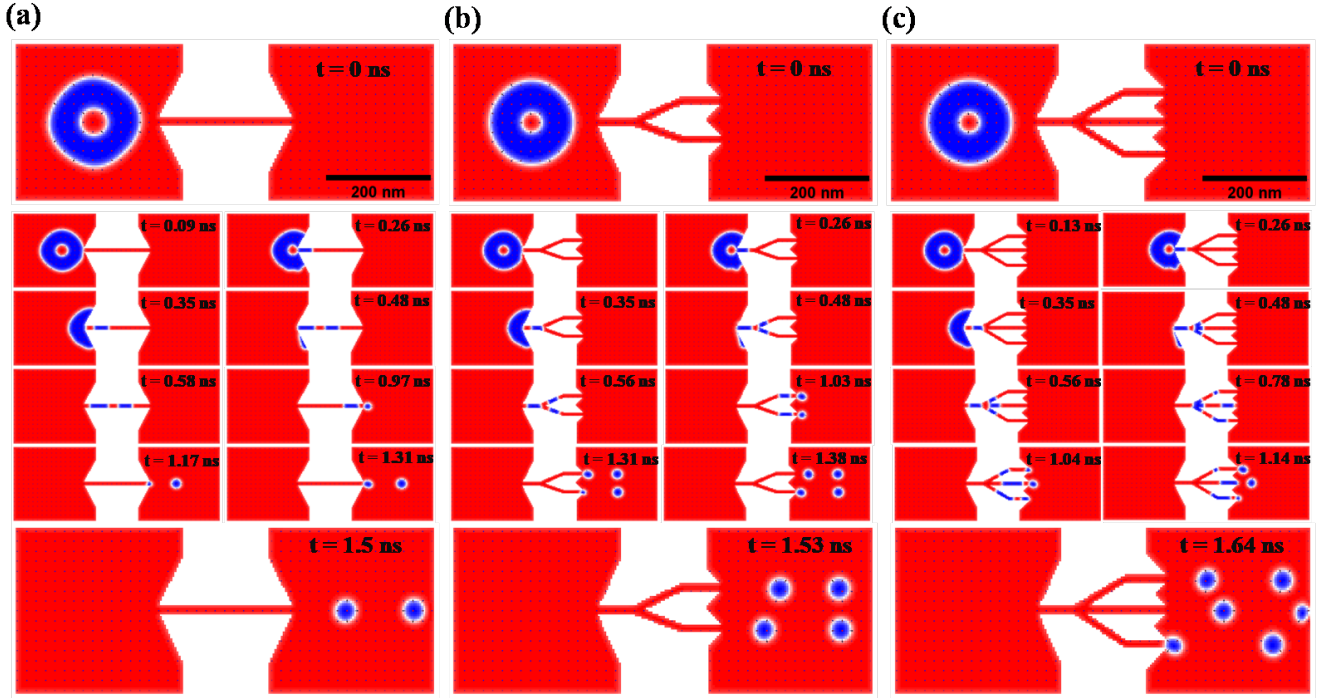 (a)
(b)
(c)
t = 0 ns
t = 0 ns
t = 0 ns
200 nm
200 nm
200 nm
t = 0.09 ns
t = 0.26 ns
t = 0.26 ns
t = 0.13 ns
t = 0.26 ns
t = 0.35 ns
t = 0.48 ns
t = 0.35 ns
t = 0.48 ns
t = 0.35 ns
t = 0.48 ns
t = 0.58 ns
t = 0.97 ns
t = 0.56 ns
t = 1.03 ns
t = 0.56 ns
t = 0.78 ns
t = 1.17 ns
t = 1.31 ns
t = 1.31 ns
t = 1.38 ns
t = 1.04 ns
t = 1.14 ns
t = 1.5 ns
t = 1.53 ns
t = 1.64 ns